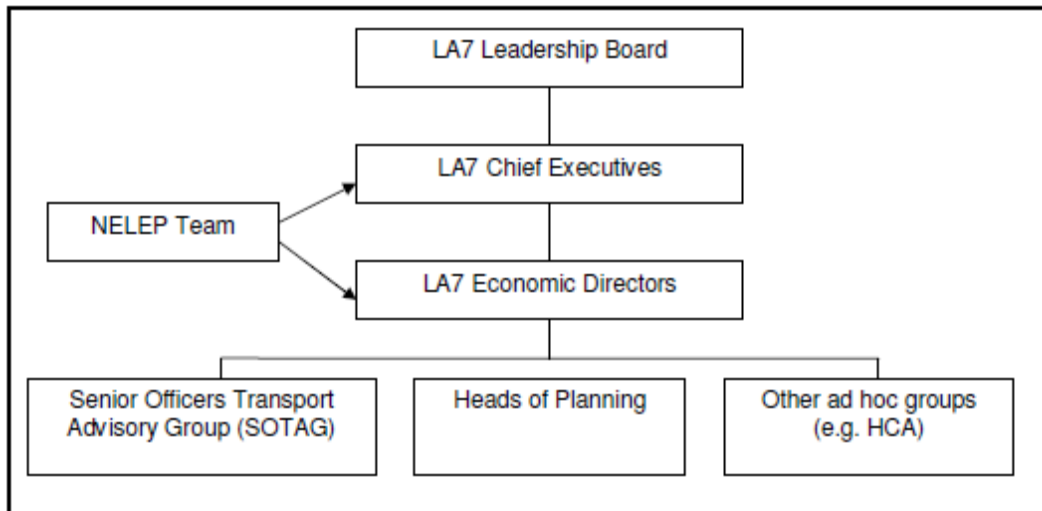 LA7 Leadership Board
LA7 Chief Executives
NELEP Team
LA7 Economic Directors
Senior Officers Transport
Advisory Group (SOTAG)
Heads of Planning
Other ad hoc groups
(e.g. HCA)